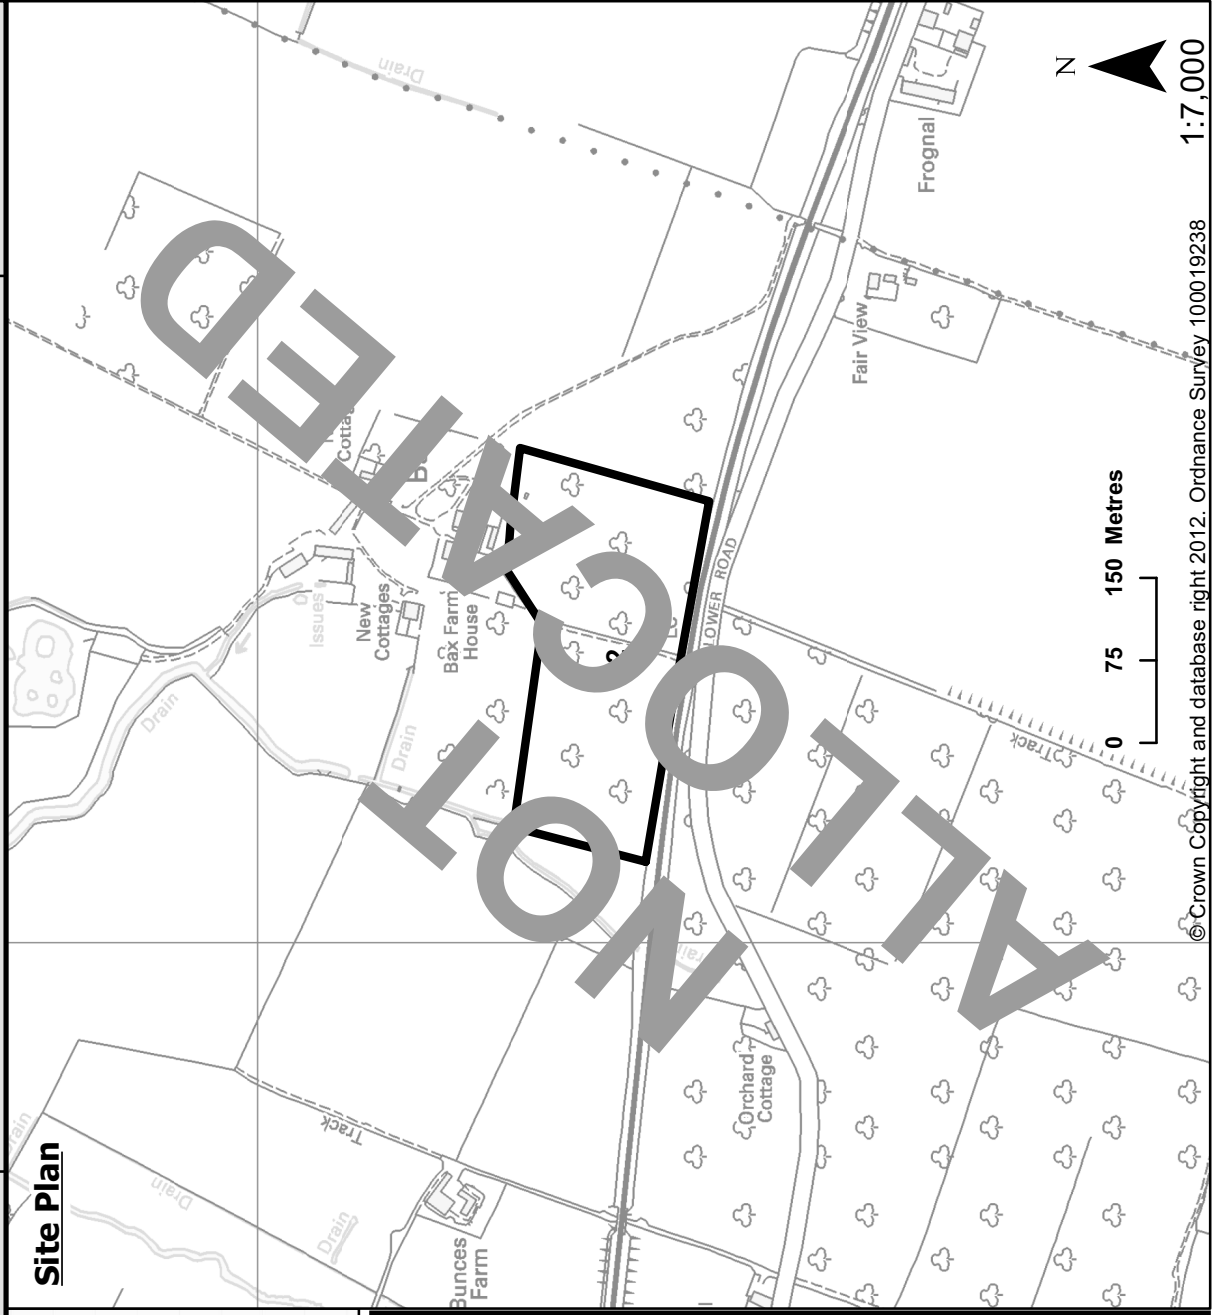 Site Plan
NOT
ALLOCATED
Drain
Drain
Drain
Drain
Drain
Drain
Issues
New
Cottages
Bax Farm
House
Track
Bunces
Farm
Orchard
Cottage
LOWER ROAD
Track
Fair View
Frognal
N
0 75 150 Metres
1:7,000
© Crown Copyright and database right 2012. Ordnance Survey 100019238